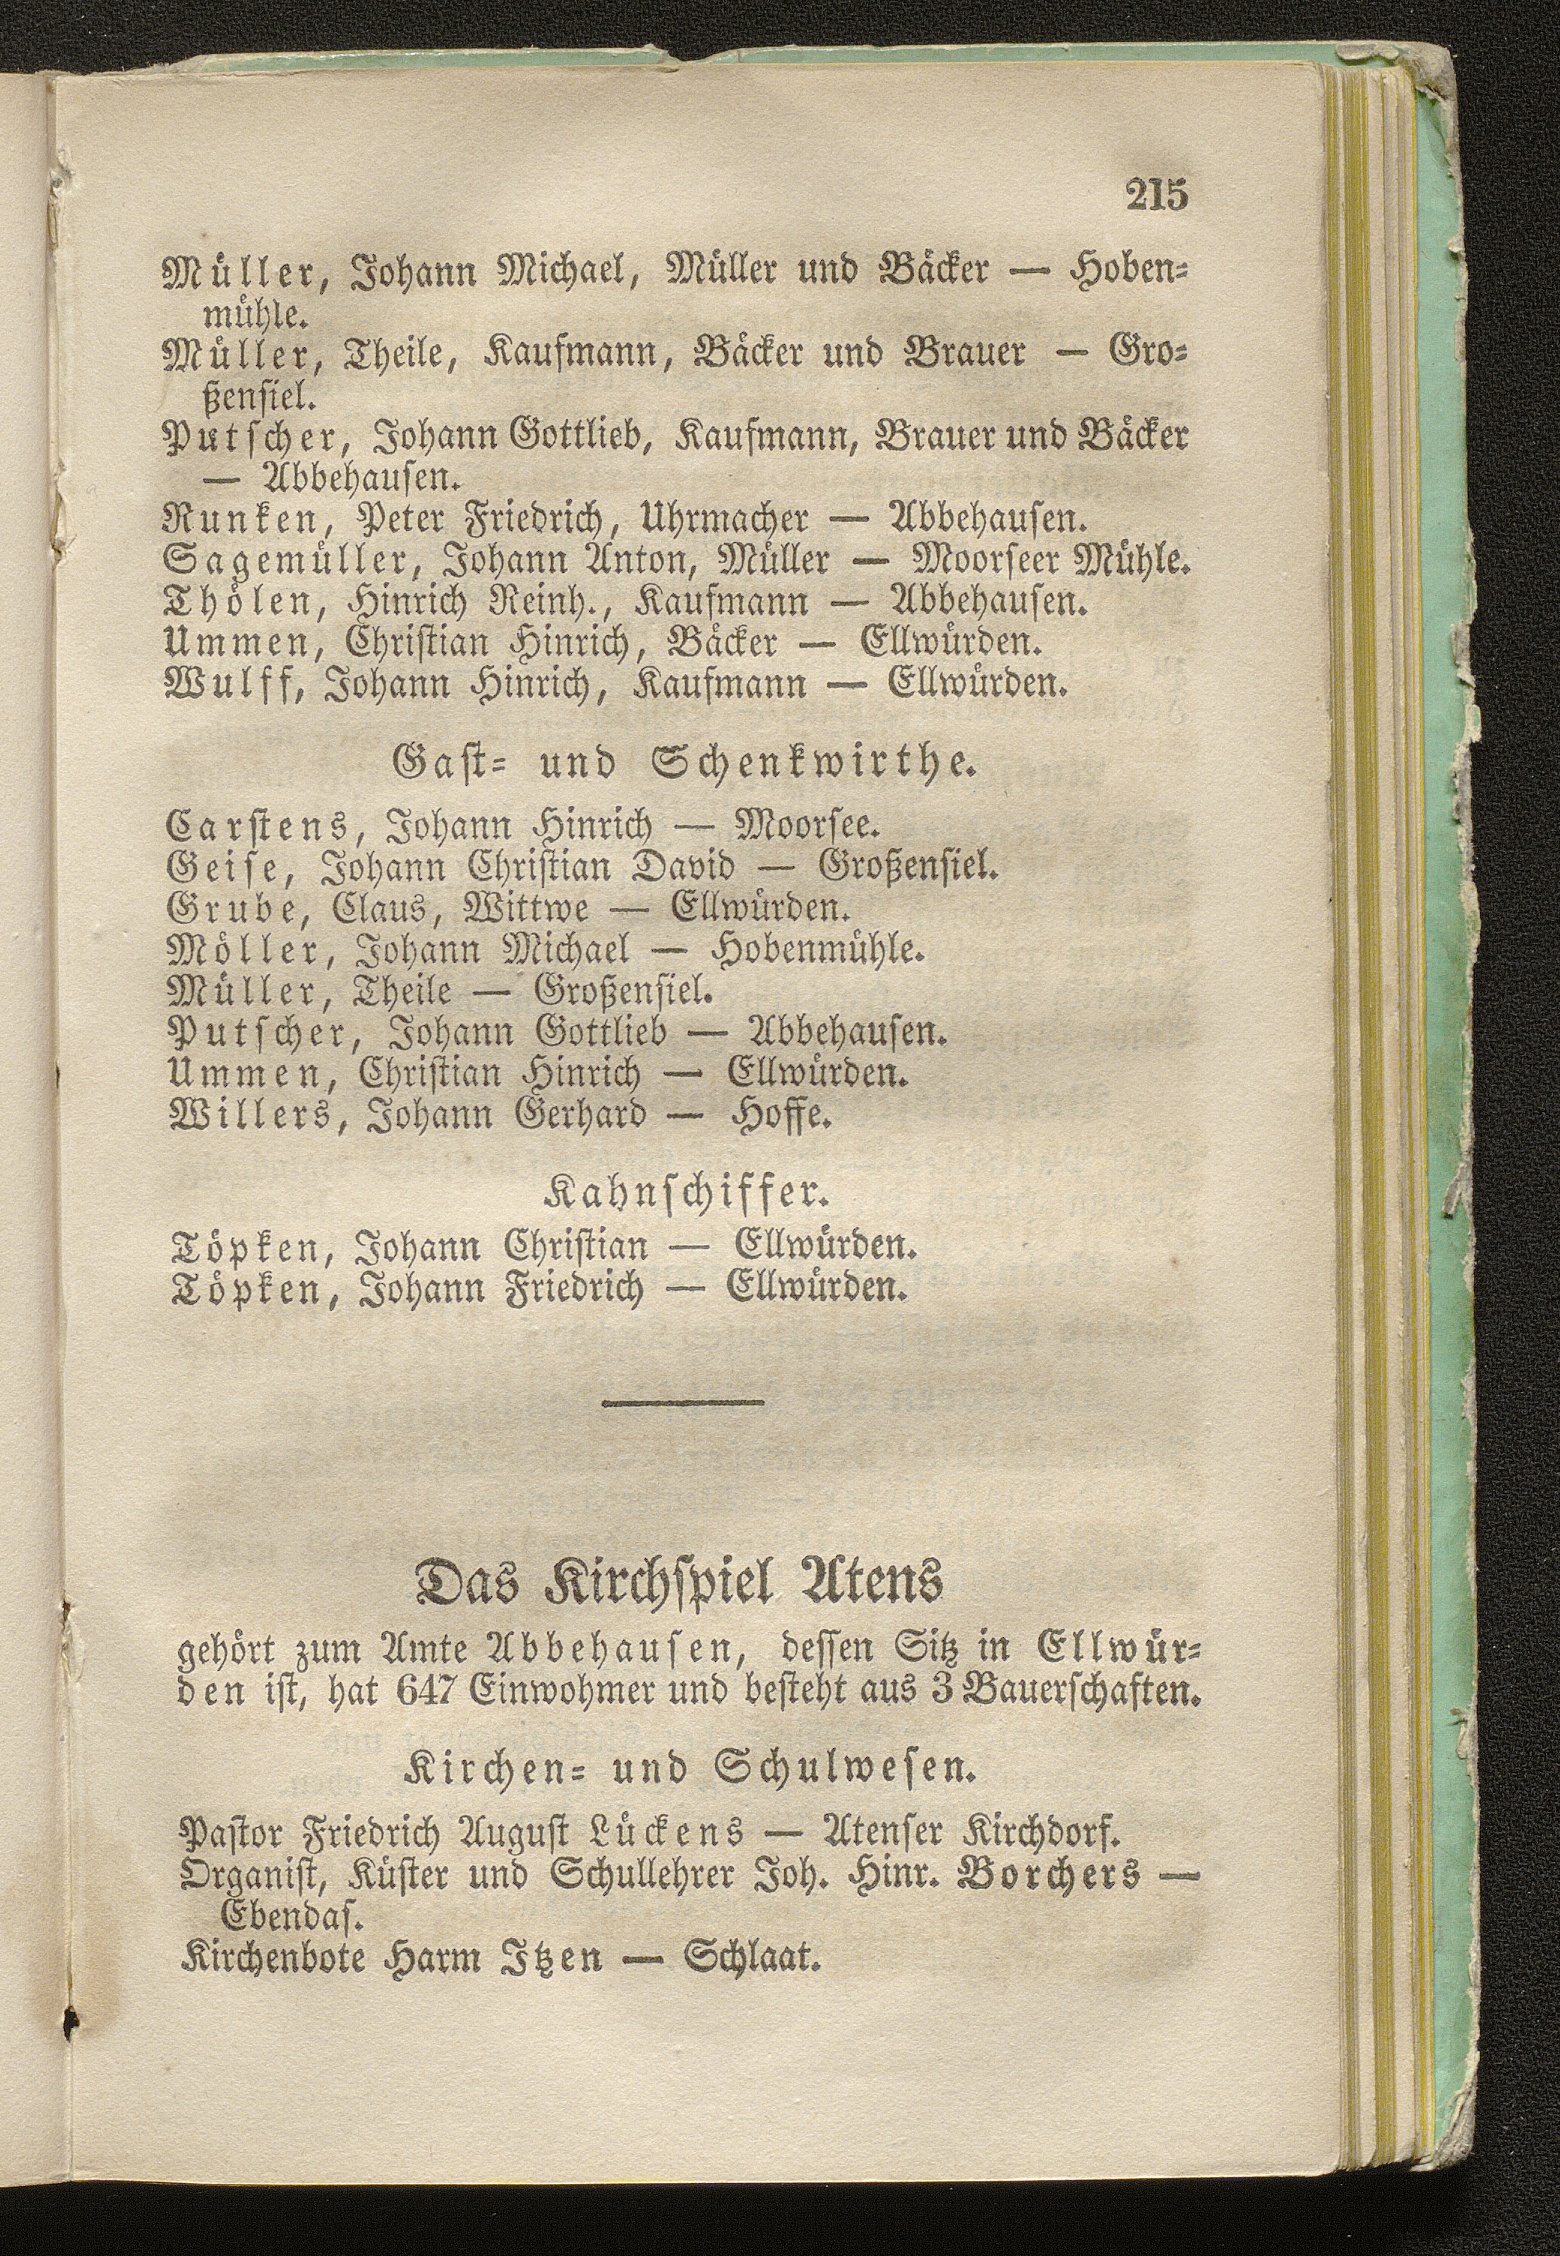 215
Müller, Johann Michael, Müller und Bäcker — Hoben-
mühle.
Müller, Theile, Kaufmann, Bäcker und Brauer — Gro-
ßensiel.
Putscher, Johann Gottlieb, Kaufmann, Brauer und Bäcker
— Abbehausen.
Runken, Peter Friedrich, Uhrmacher — Abbehausen.
Sagemüller, Johann Anton, Müller — Moorseer Mühle.
Thölen, Hinrich Reinh., Kaufmann — Abbehausen.
Ummen, Christian Hinrich, Bäcker — Ellwürden.
Wulff, Johann Hinrich, Kaufmann — Ellwürden.
Gast- und Schenkwirthe.
Carstens, Johann Hinrich — Moorsee.
Geise, Johann Christian David — Großensiel.
Grube, Claus, Wittwe — Ellwürden.
Möller, Johann Michael — Hobenmühle.
Müller, Theile — Großensiel.
Putscher, Johann Gottlieb — Abbehausen.
Ummen, Christian Hinrich — Ellwürden.
Willers, Johann Gerhard — Hoffe.
Kahnschiffer.
Töpken, Johann Christian — Ellwürden.
Töpken, Johann Friedrich — Ellwürden.
Das Kirchspiel Atens
gehört zum Amte Abbehausen, dessen Sitz in Ellwür-
den ist, hat 647 Einwohmer und besteht aus 3 Bauerschaften.
Kirchen- und Schulwesen.
Pastor Friedrich August Lückens — Atenser Kirchdorf.
Organist, Küster und Schullehrer Joh. Hinr. Borchers —
Ebendas.
Kirchenbote Harm Itzen — Schlaat.